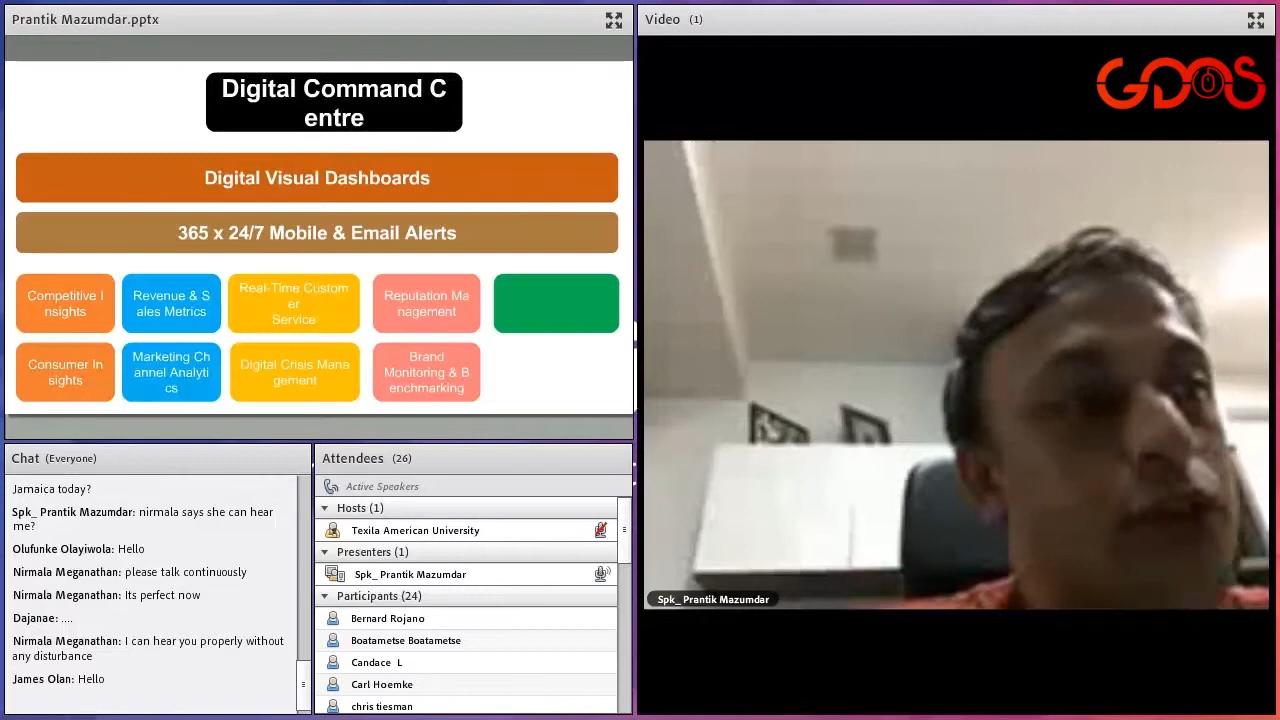 Prantik Mazumdar.pptx
Digital Command C
entre
Digital Visual Dashboards
365 x 24/7 Mobile & Email Alerts
Competitive I
nsights
Revenue & S
ales Metrics
Real-Time Custom
er
Service
Reputation Ma
nagement
Consumer In
sights
Marketing Ch
annel Analyti
cs
Digital Crisis Mana
gement
Brand
Monitoring & B
enchmarking
Chat (Everyone)
Jamaica today?
Spk_ Prantik Mazumdar: nirmala says she can hear
me?
Olufunke Olayiwola: Hello
Nirmala Meganathan: please talk continuously
Nirmala Meganathan: Its perfect now
Dajanae: ....
Nirmala Meganathan: I can hear you properly without
any disturbance
James Olan: Hello
Attendees (26)
Active Speakers
Hosts (1)
Texila American University
Presenters (1)
Spk_ Prantik Mazumdar
Participants (24)
Bernard Rojano
Boatametse Boatametse
Candace L
Carl Hoemke
chris tiesman
Video (1)
GDOS
Spk_ Prantik Mazumdar